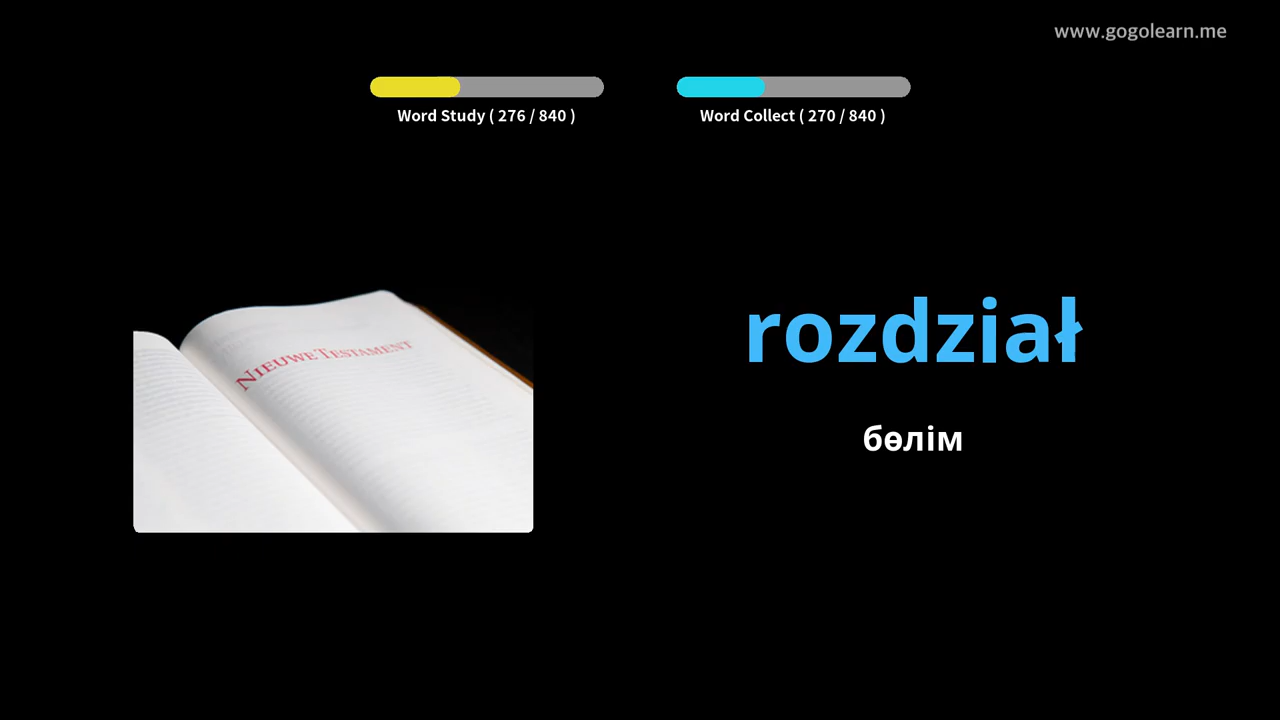 www.gogolearn.me
Word Study ( 276 / 840 )
Word Collect ( 270 / 840 )
NIEUWE TESTAMENT
rozdział
бөлім